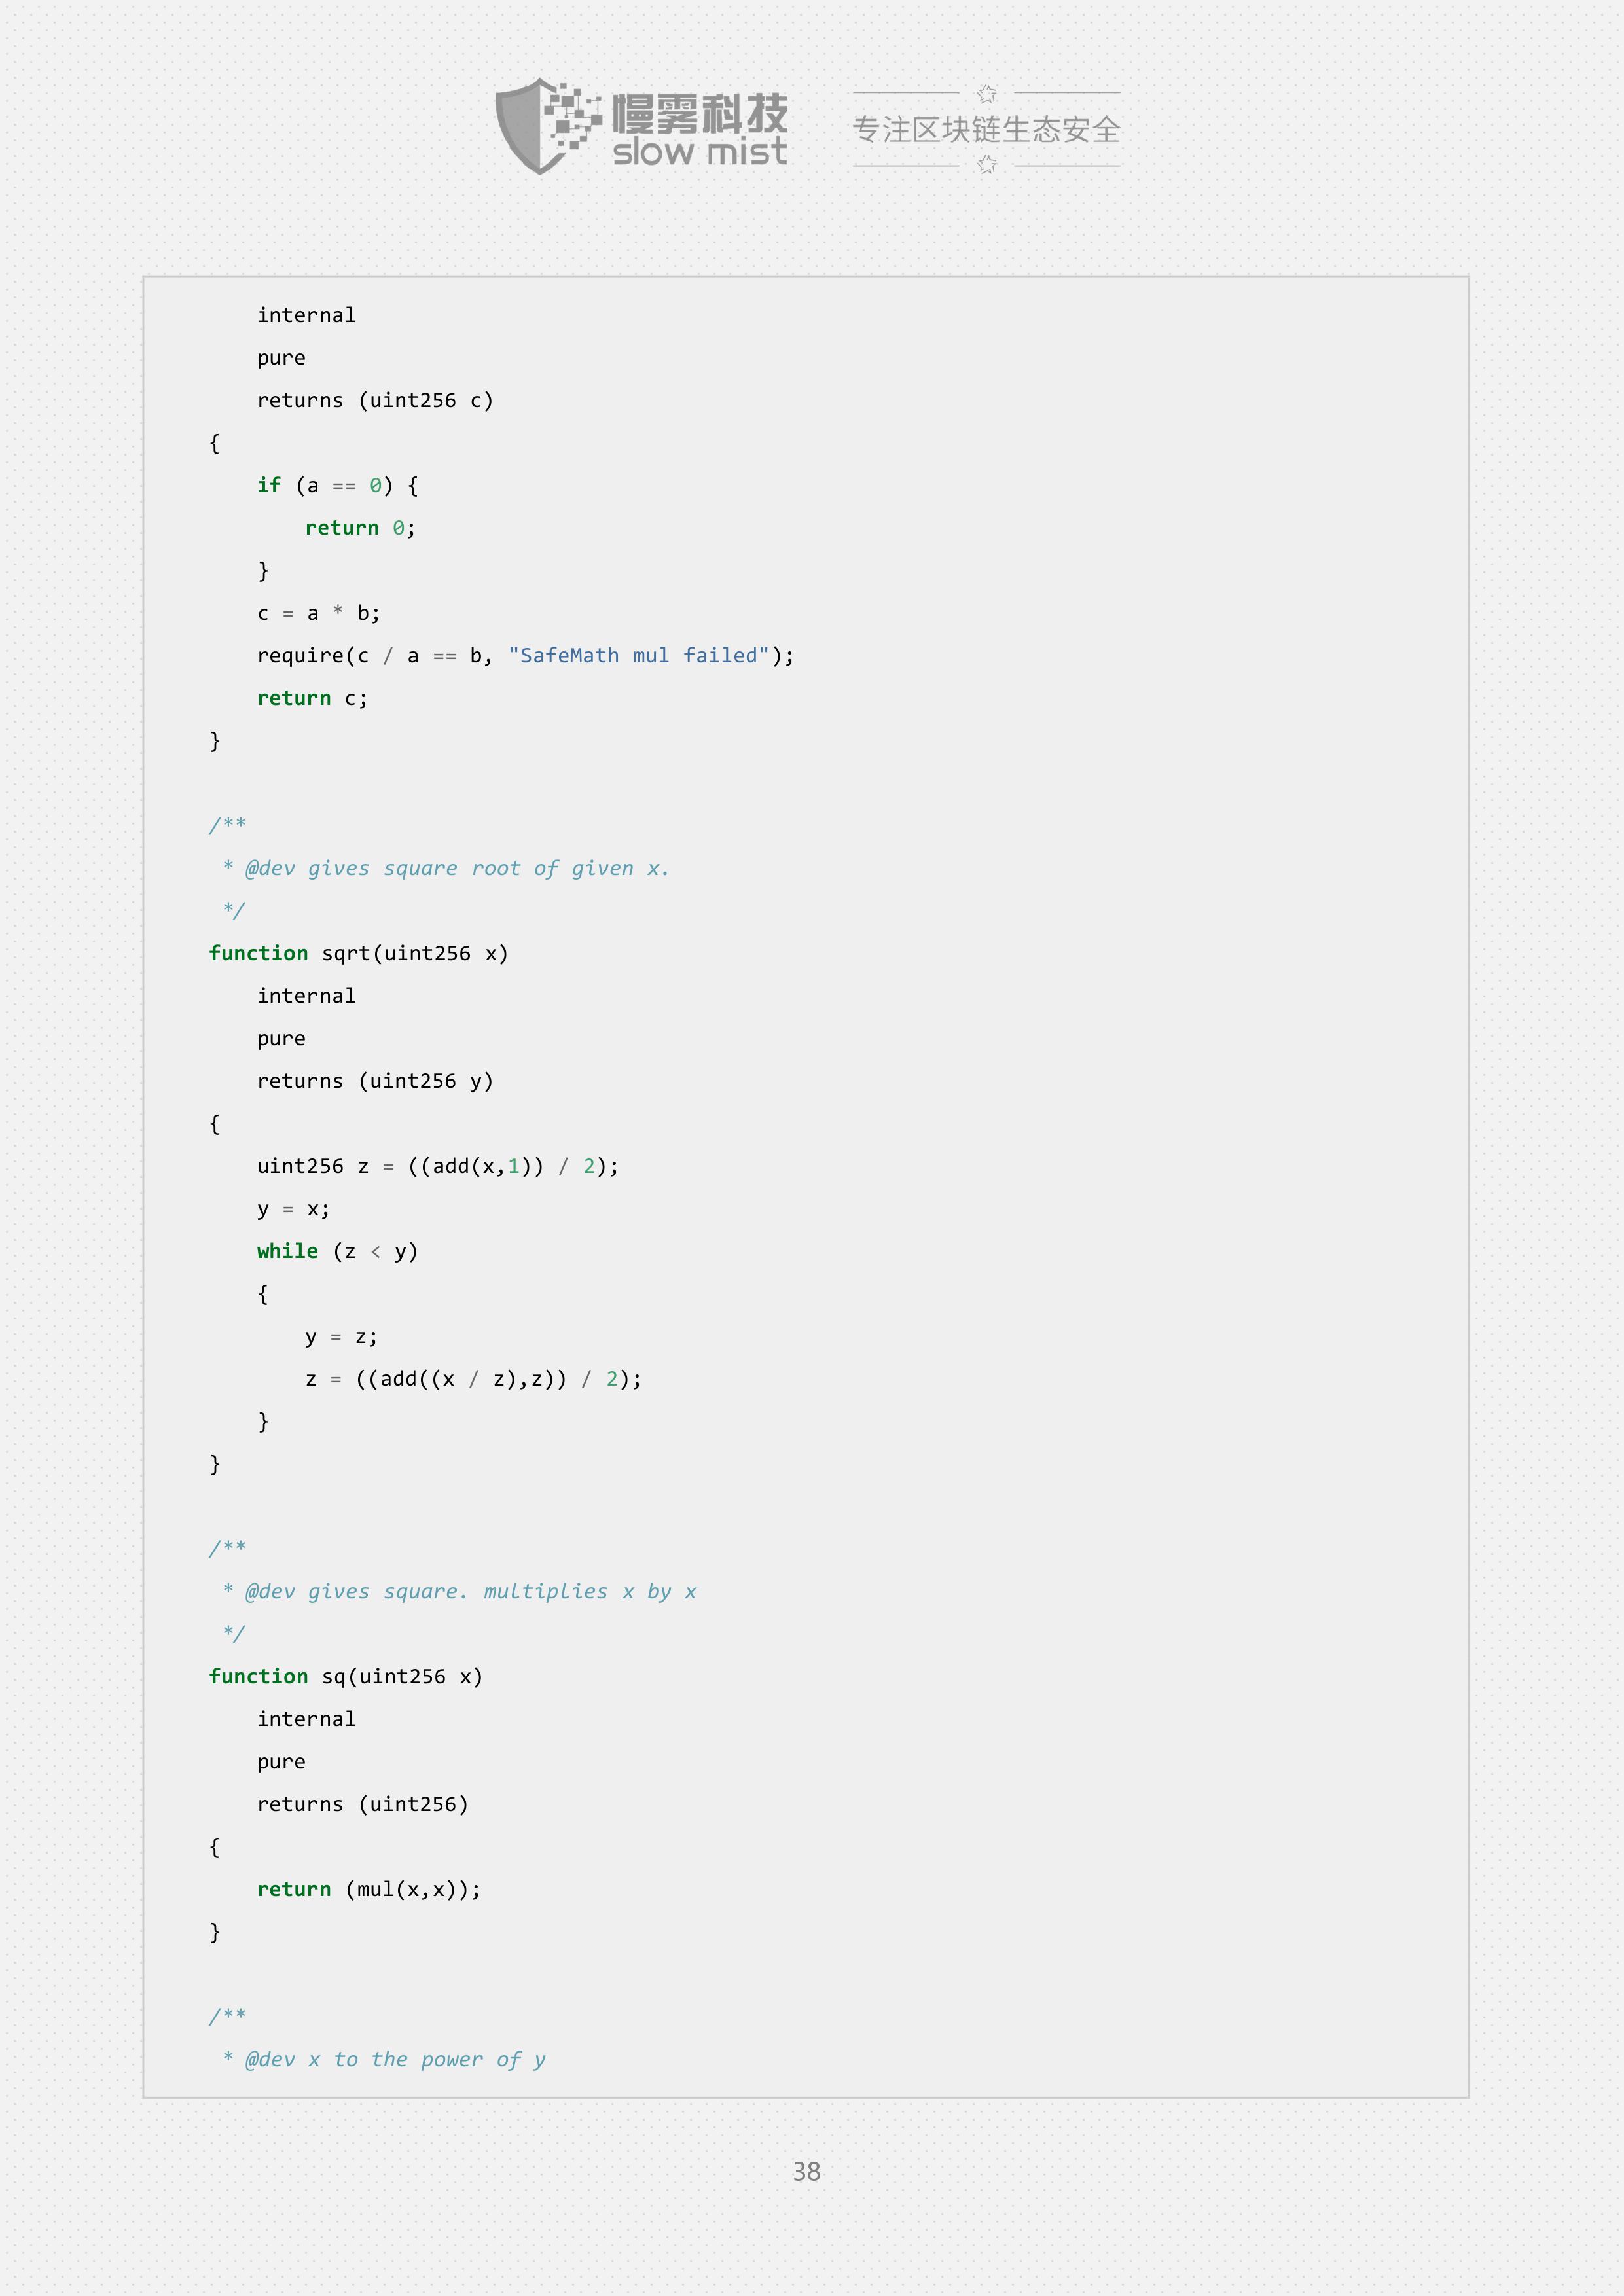 慢雾科技
slow mist
专注区块链生态安全
internal
pure
returns (uint256 c)
{
if (a == 0) {
return 0;
}
c = a * b;
require(c / a == b, "SafeMath mul failed");
return c;
}
/**
* @dev gives square root of given x.
*/
function sqrt(uint256 x)
internal
pure
returns (uint256 y)
{
uint256 z = ((add(x,1)) / 2);
y = x;
while (z < y)
{
y = z;
z = ((add((x / z),z)) / 2);
}
}
/**
* @dev gives square. multiplies x by x
*/
function sq(uint256 x)
internal
pure
returns (uint256)
{
return (mul(x,x));
}
/**
* @dev x to the power of y
38